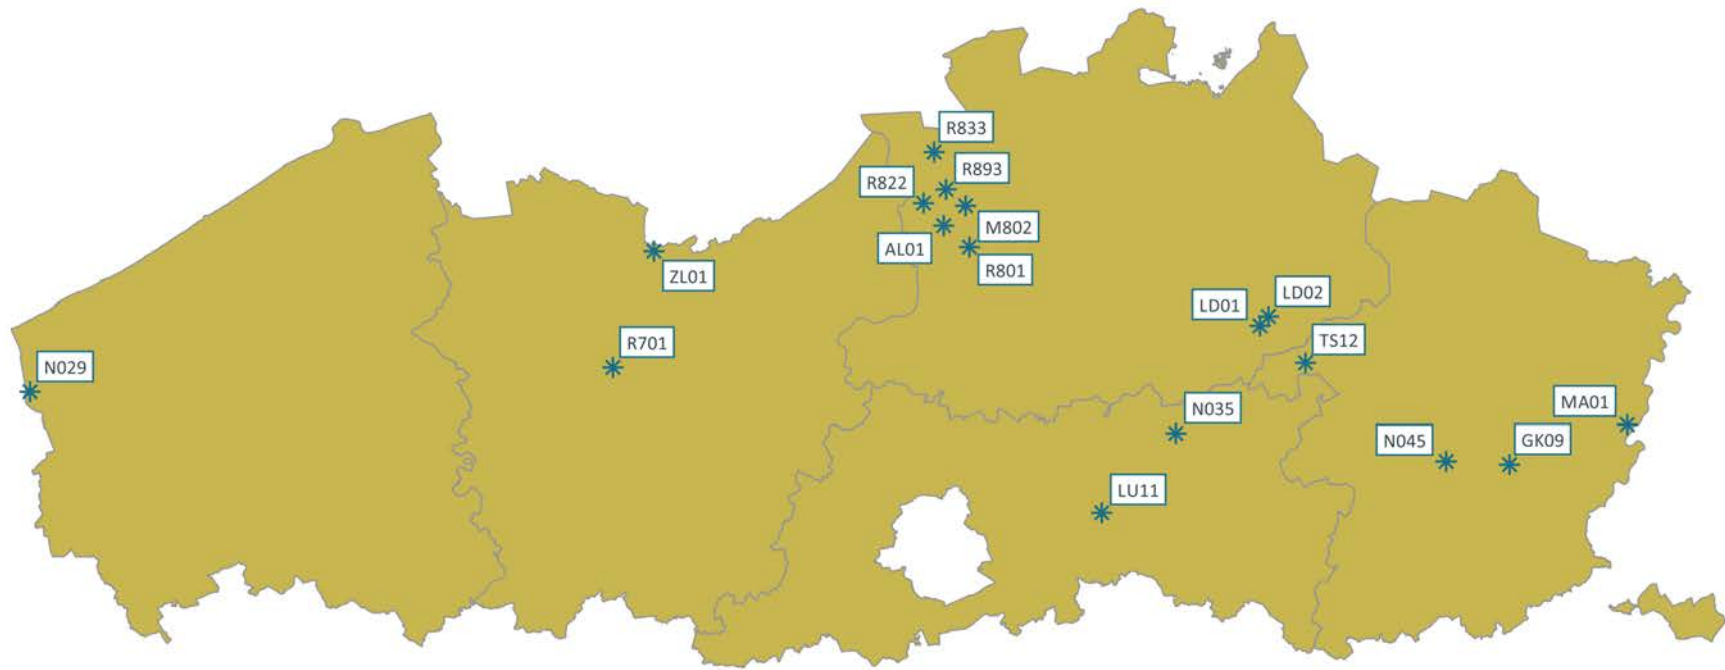 R833
R893
R822
M802
AL01
R801
ZL01
LD02
LD01
R701
TS12
N029
N035
MA01
N045
GK09
LU11